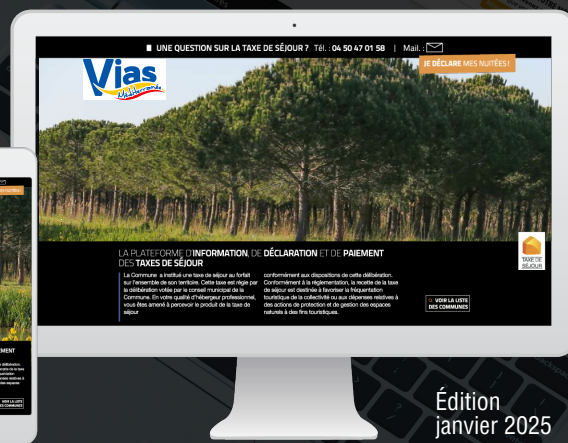 UNE QUESTION SUR LA TAXE DE SÉJOUR ? Tél. : 04 50 47 01 58 | Mail. :
JE DÉCLARE MES NUITÉES !
Vias
Méditerranée
LA PLATEFORME D'INFORMATION, DE DÉCLARATION ET DE PAIEMENT
DES TAXES DE SÉJOUR
La Commune a institué une taxe de séjour au forfait
sur l'ensemble de son territoire. Cette taxe est régie par
la délibération votée par le conseil municipal de la
Commune. En votre qualité d'hébergeur professionnel,
vous êtes amené à percevoir le produit de la taxe de
séjour
conformément aux dispositions de cette délibération.
Conformément à la réglementation, la recette de la taxe
de séjour est destinée à favoriser la fréquentation
touristique de la collectivité ou aux dépenses relatives à
des actions de protection et de gestion des espaces
naturels à des fins touristiques.
TAXE DE
SÉJOUR
VOIR LA LISTE
DES COMMUNES
Édition
janvier 2025